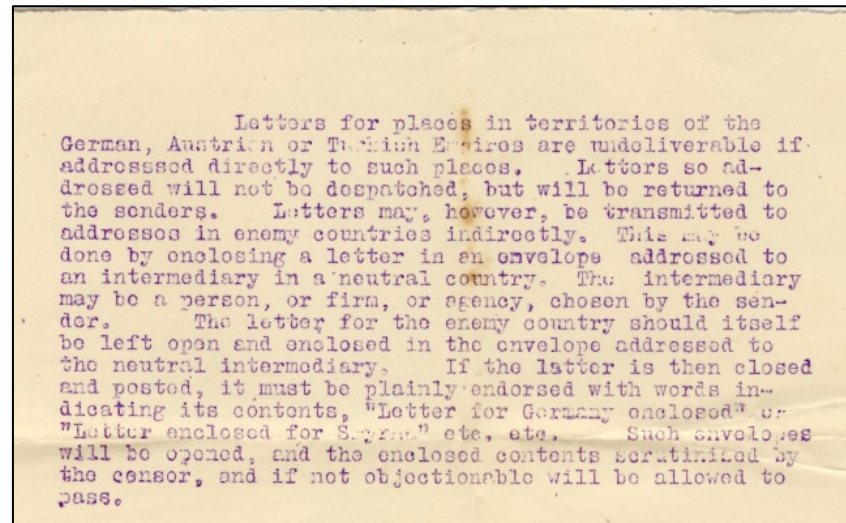 Letters for places in territories of the
German, Austrian or Turkish Empires are undeliverable if
addresssed directly to such places. Letters so ad-
dressed will not be despatched, but will be returned to
the senders. Letters may, however, be transmitted to
addresses in enemy countries indirectly. This may be
done by enclosing a letter in an envelope addressed to
an intermediary in a neutral country. The intermediary
may be a person, or firm, or agency, chosen by the sen-
der. The letter for the enemy country should itself
be left open and enclosed in the envelope addressed to
the neutral intermediary. If the latter is then closed
and posted, it must be plainly endorsed with words in-
dicating its contents, "Letter for Germany enclosed" or
"Letter enclosed for Smyrna" etc. etc. Such envelopes
will be opened, and the enclosed contents scrutinized by
the censor, and if not objectionable will be allowed to
pass.